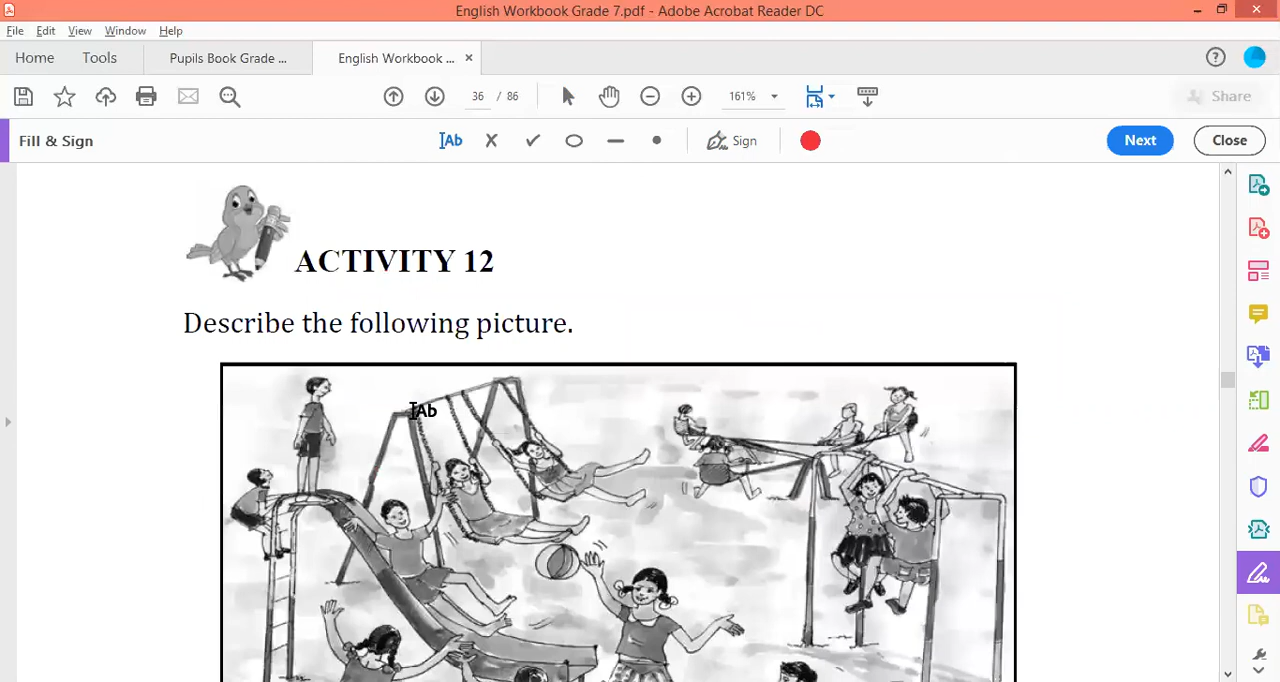 English Workbook Grade 7.pdf - Adobe Acrobat Reader DC
File Edit View Window Help
Home Tools Pupils Book Grade ... English Workbook ... ×
36 / 86 161% Share
Fill & Sign Ab Sign Next Close
ACTIVITY 12
Describe the following picture.
Ab